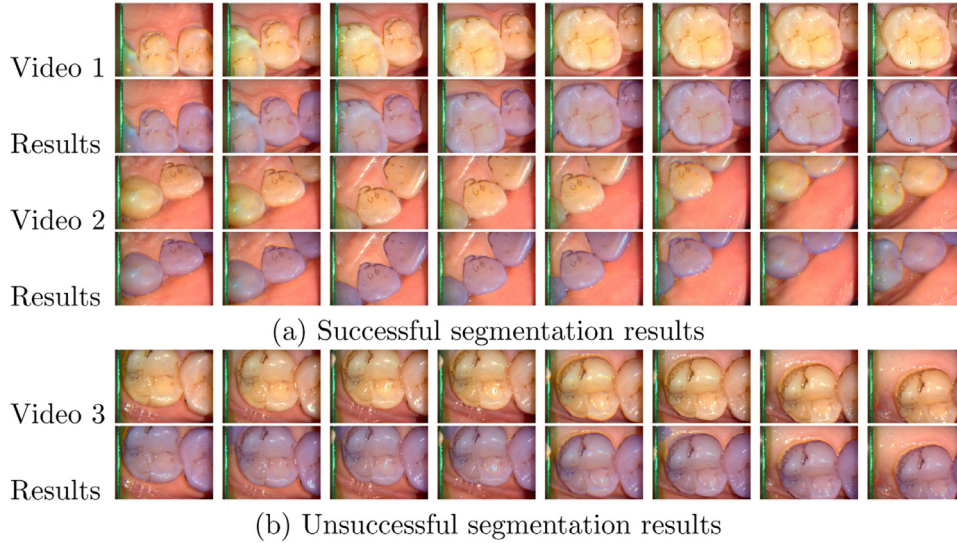 Video 1
Results
Video 2
Results
(a) Successful segmentation results
Video 3
Results
(b) Unsuccessful segmentation results